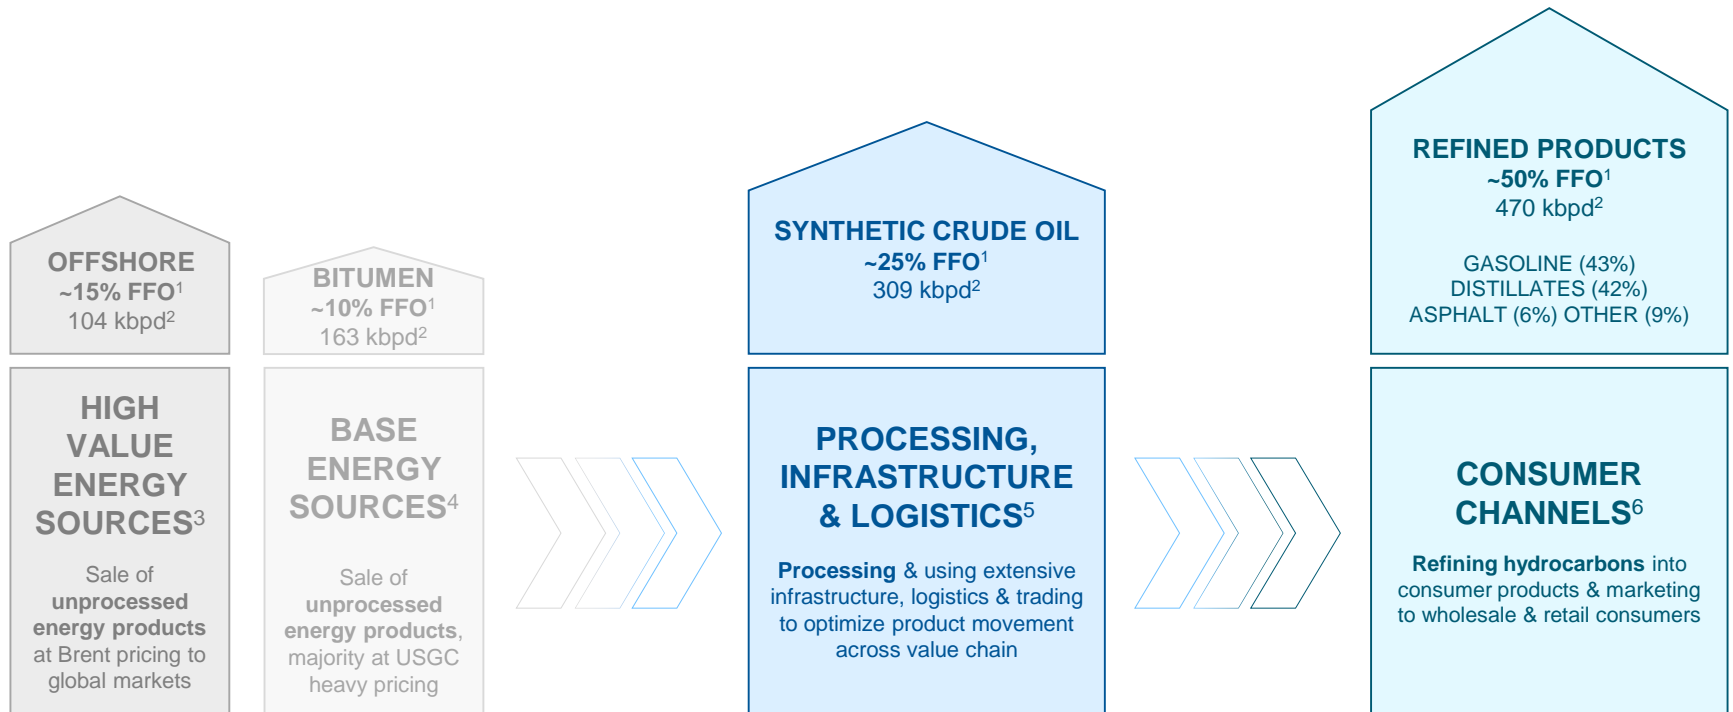 OFFSHORE
~15% FFO1
104 kbpd2
HIGH
VALUE
ENERGY
SOURCES3
Sale of
unprocessed
energy products
at Brent pricing to
global markets
BITUMEN
~10% FFO1
163 kbpd2
BASE
ENERGY
SOURCES4
Sale of
unprocessed
energy products,
majority at USGC
heavy pricing
SYNTHETIC CRUDE OIL
~25% FFO1
309 kbpd2
PROCESSING,
INFRASTRUCTURE
& LOGISTICS5
Processing & using extensive
infrastructure, logistics & trading
to optimize product movement
across value chain
REFINED PRODUCTS
~50% FFO1
470 kbpd2
GASOLINE (43%)
DISTILLATES (42%)
ASPHALT (6%) OTHER (9%)
CONSUMER
CHANNELS6
Refining hydrocarbons into
consumer products & marketing
to wholesale & retail consumers